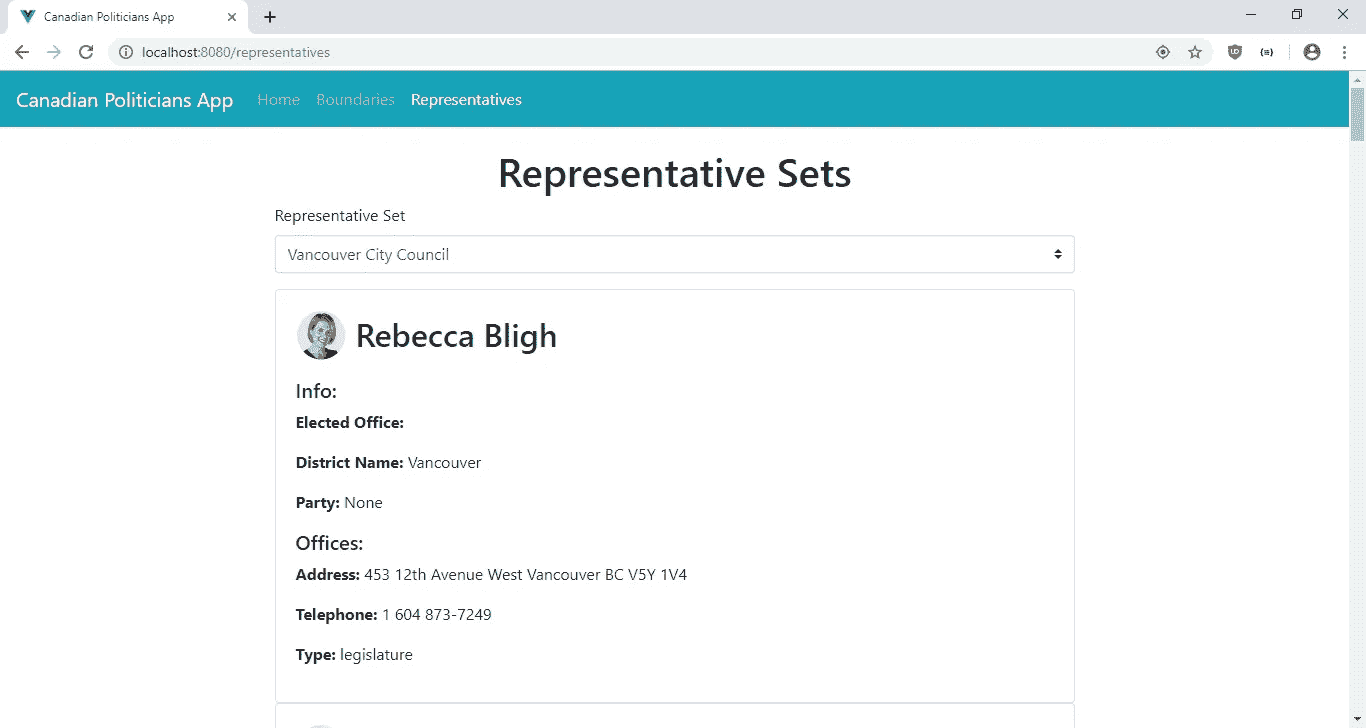 Canadian Politicians App
localhost:8080/representatives
Canadian Politicians App Home Boundaries Representatives
Representative Sets
Representative Set
Vancouver City Council
Rebecca Bligh
Info:
Elected Office:
District Name: Vancouver
Party: None
Offices:
Address: 453 12th Avenue West Vancouver BC V5Y 1V4
Telephone: 1 604 873-7249
Type: legislature